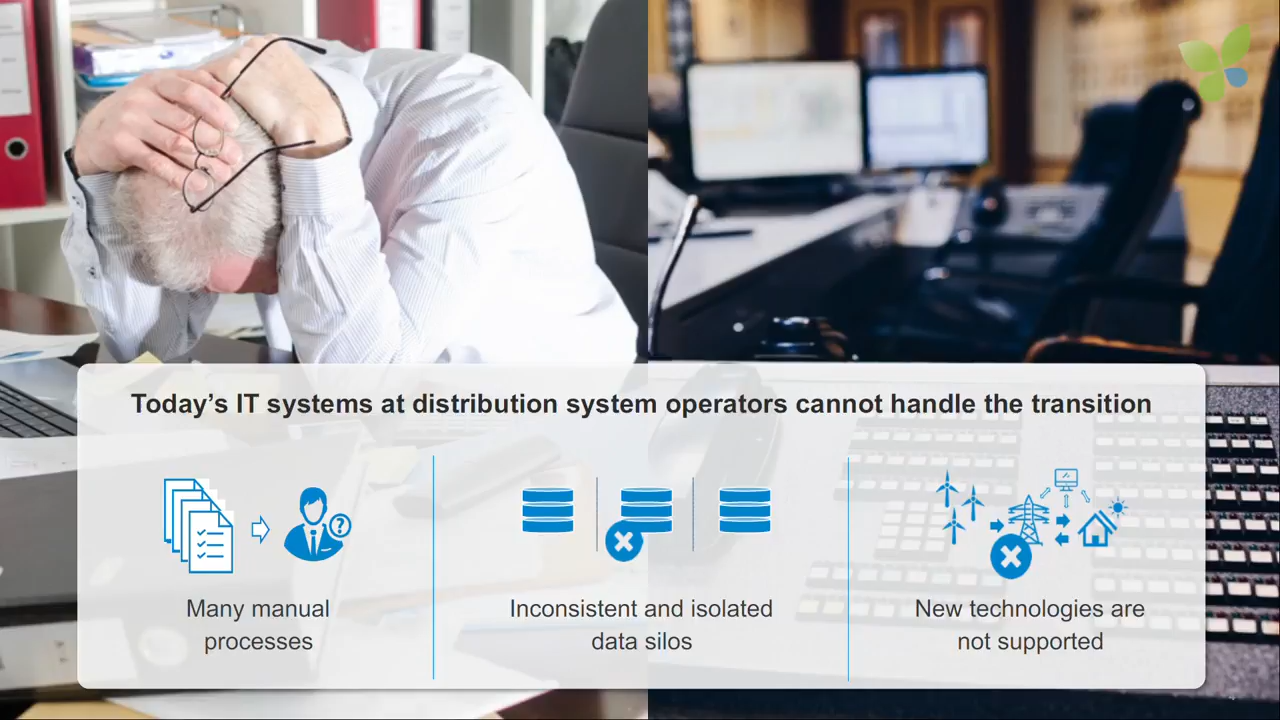 Today’s IT systems at distribution system operators cannot handle the transition
?
Many manual
processes
Inconsistent and isolated
data silos
New technologies are
not supported